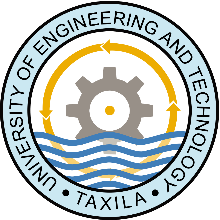 UNIVERSITY OF ENGINEERING AND TECHNOLOGY
• TAXILA •